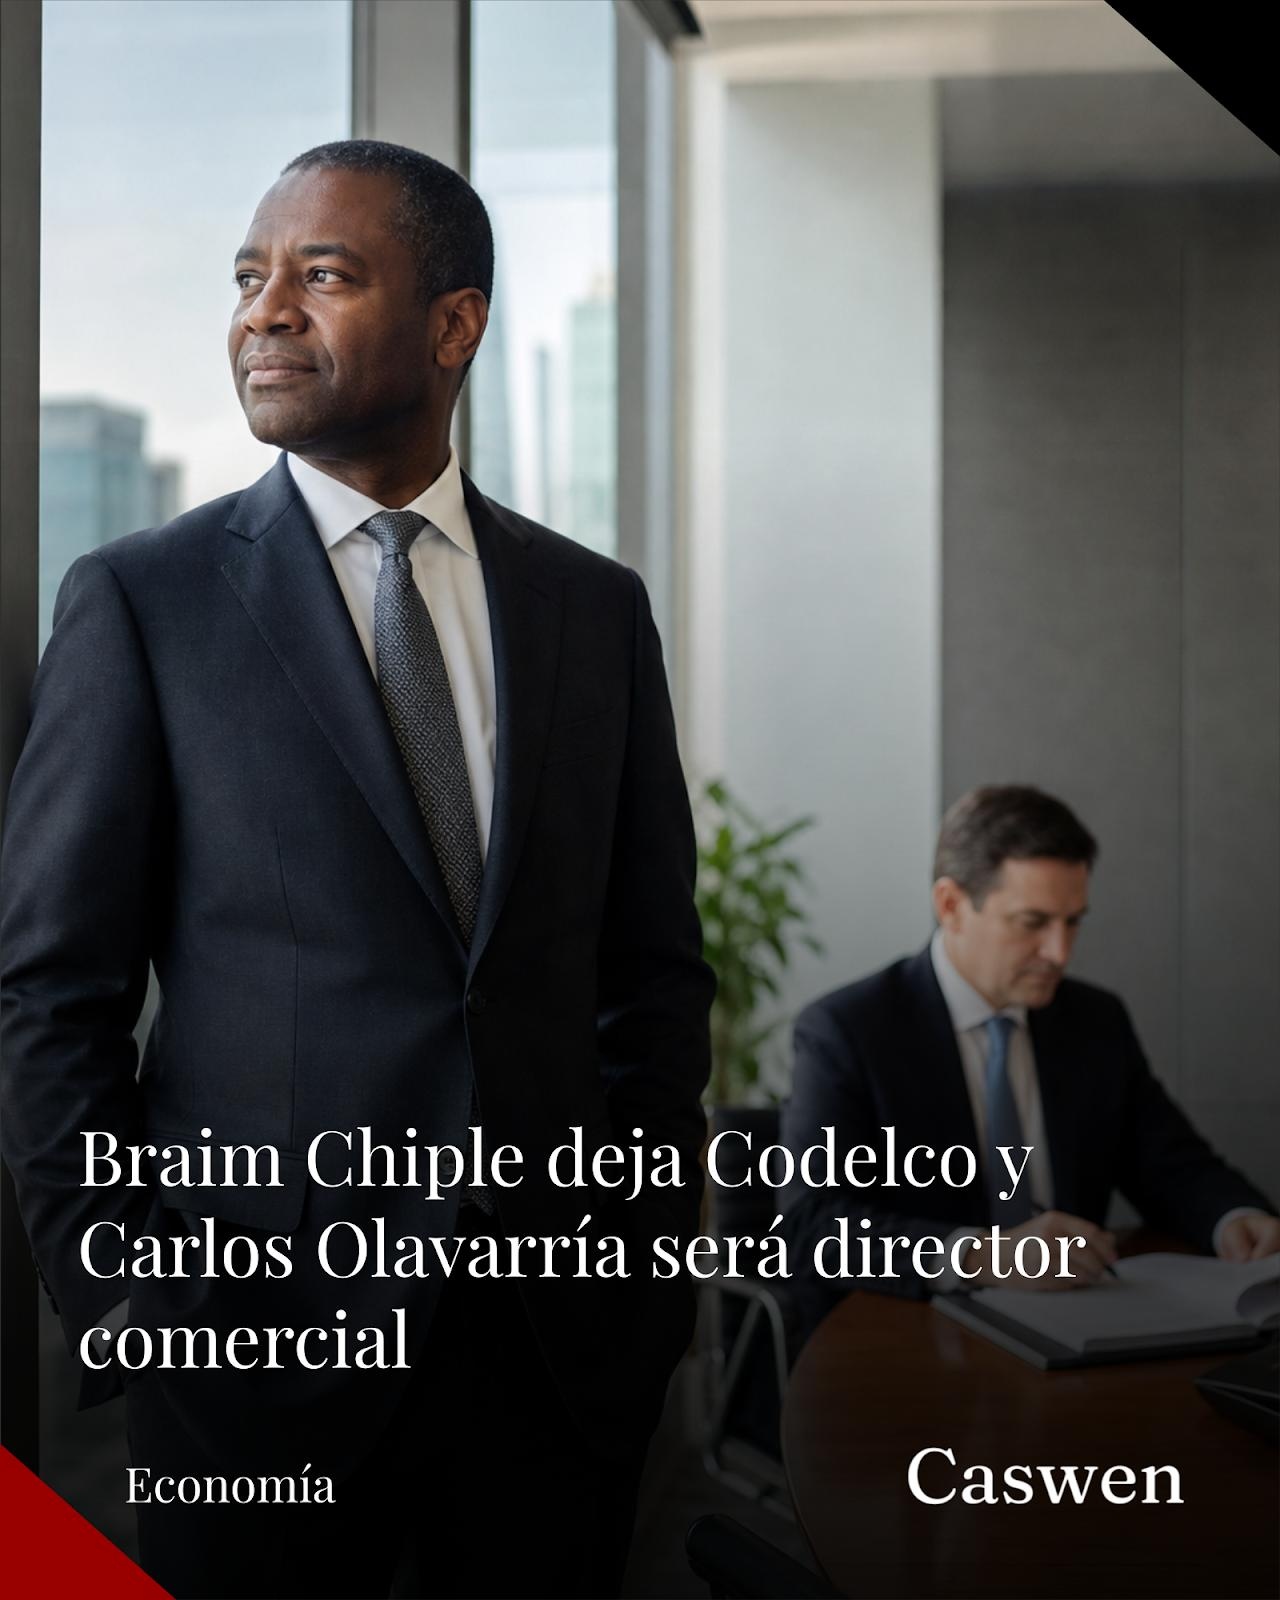 Braim Chiple deja Codelco y
Carlos Olavarría será director
comercial
Economía
Caswen